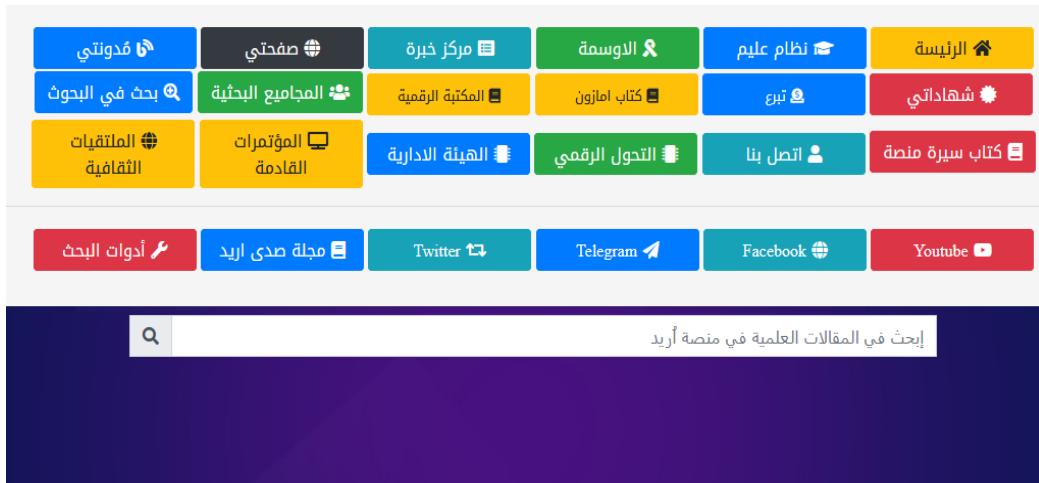 الرئيسة
نظام عليم
الاوسمة
مركز خبرة
صفحتي
مُدونتي
شهاداتي
تبرع
كتاب امازون
المكتبة الرقمية
المجاميع البحثية
بحث في البحوث
كتاب سيرة منصة
اتصل بنا
التحول الرقمي
الهيئة الادارية
المؤتمرات
القادمة
الملتقيات
الثقافية
Youtube
Facebook
Telegram
Twitter
مجلة صدى اريد
أدوات البحث
إبحث في المقالات العلمية في منصة أُريد